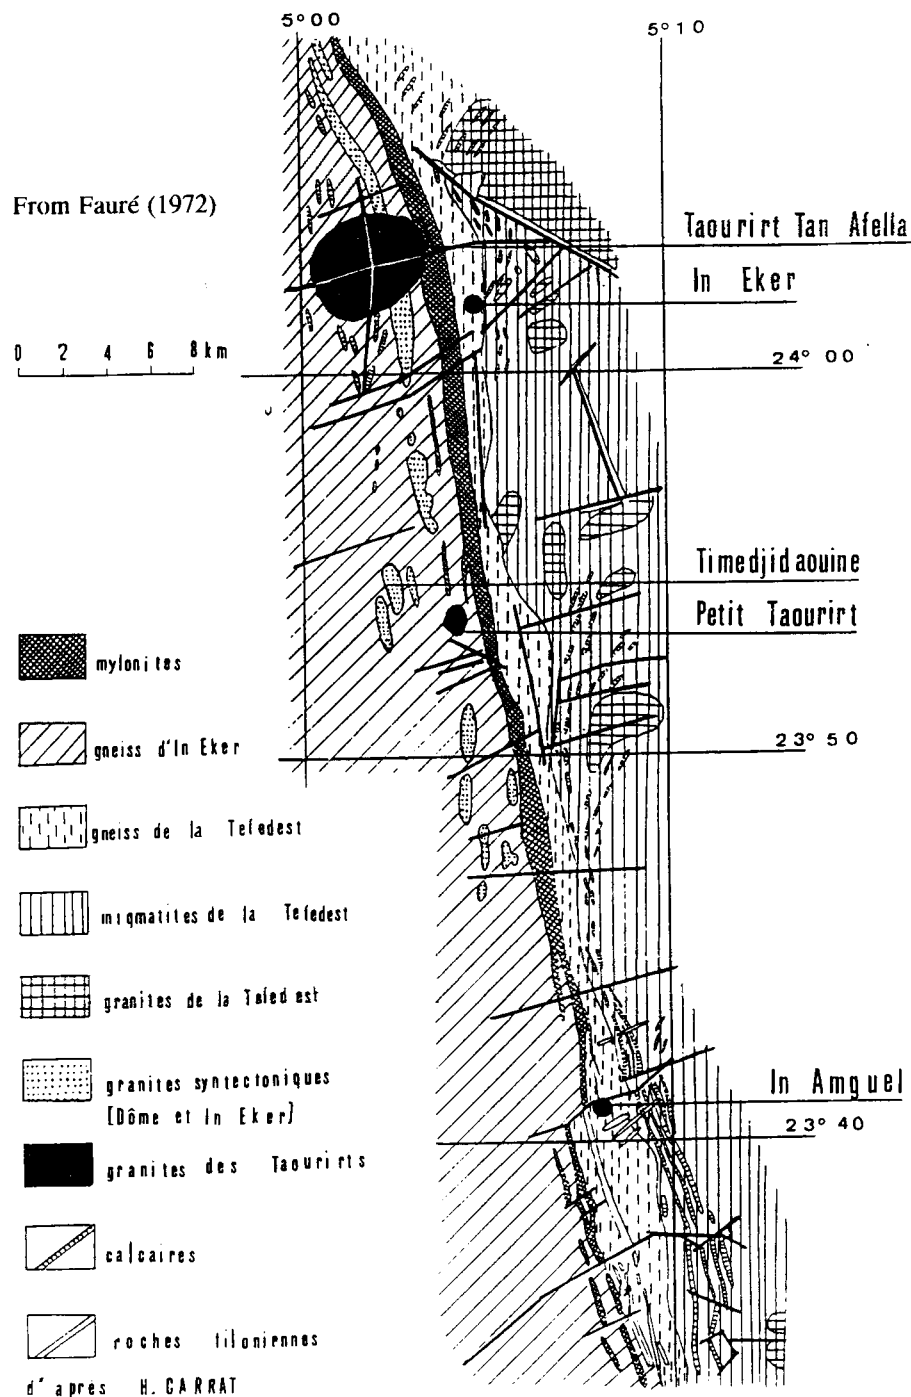 5°00
5°10
From Fauré (1972)
Taourirt Tan Afella
In Eker
0 2 4 6 8 km
24° 00
Timedjidaouine
Petit Taourirt
mylonites
gneiss d'In Eker
23° 50
gneiss de la Tefedest
migmatites de la Tefedest
granites de la Tefedest
granites syntectoniques
[Dôme et In Eker]
In Amguel
23° 40
granites des Taourirts
calcaires
roches filoniennes
d'après H. CARRAT